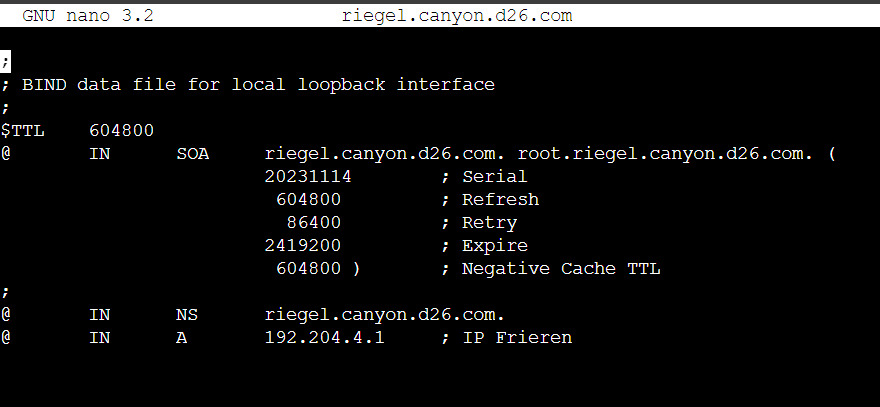 GNU nano 3.2 riegel.canyon.d26.com
;
; BIND data file for local loopback interface
;
$TTL 604800
@ IN SOA riegel.canyon.d26.com. root.riegel.canyon.d26.com. (
20231114 ; Serial
604800 ; Refresh
86400 ; Retry
2419200 ; Expire
604800 ) ; Negative Cache TTL
;
@ IN NS riegel.canyon.d26.com.
@ IN A 192.204.4.1 ; IP Frieren